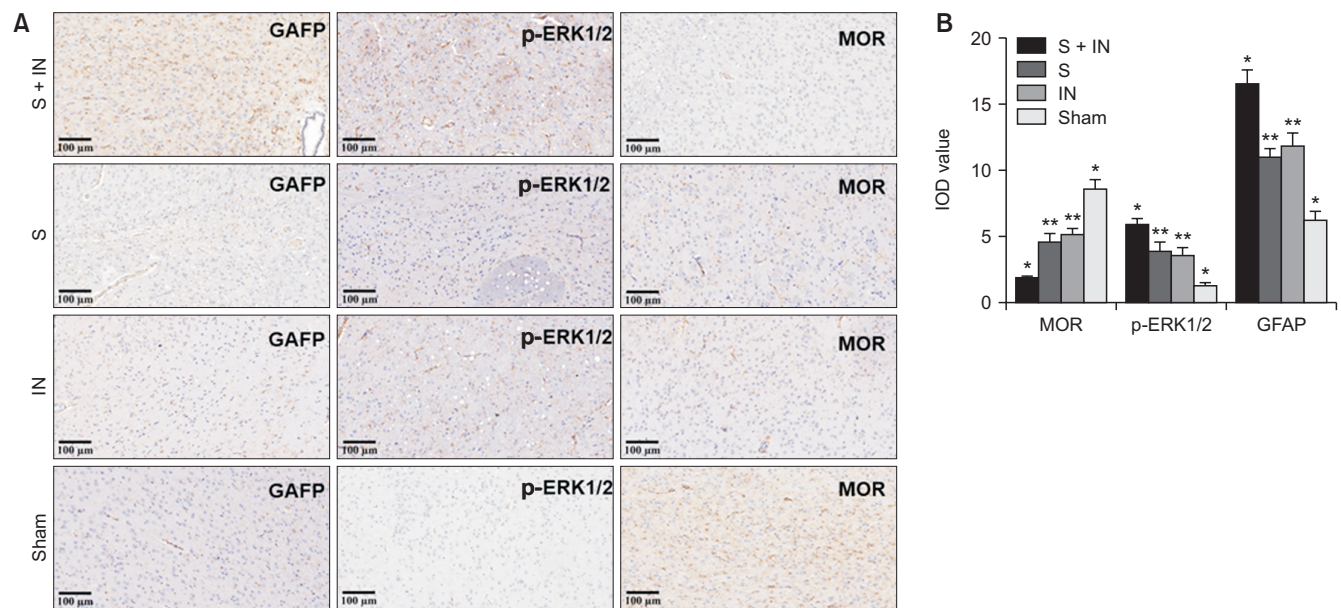 A
S + IN
GAFP
100 µm
p-ERK1/2
100 µm
MOR
100 µm
S
GAFP
100 µm
p-ERK1/2
100 µm
MOR
100 µm
IN
GAFP
100 µm
p-ERK1/2
100 µm
MOR
100 µm
Sham
GAFP
100 µm
p-ERK1/2
100 µm
MOR
100 µm
B
IOD value
20
15
10
5
0
S + IN
S
IN
Sham
*
**
**
*
*
**
**
*
*
**
**
*
MOR
p-ERK1/2
GFAP